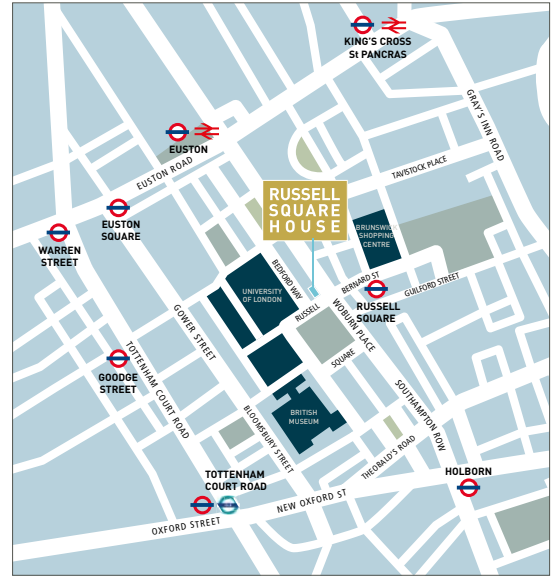 KING'S CROSS
St PANCRAS
GRAY'S INN ROAD
EUSTON
EUSTON ROAD
TAVISTOCK PLACE
RUSSELL
SQUARE
HOUSE
EUSTON
SQUARE
WARREN
STREET
BRUNSWICK
SHOPPING
CENTRE
BEDFORD WAY
UNIVERSITY
OF LONDON
BERNARD ST
GUILFORD STREET
RUSSELL
SQUARE
RUSSELL
SQUARE
WOBURN PLACE
GOWER STREET
TOTTENHAM COURT ROAD
GOODGE
STREET
SOUTHAMPTON ROW
BRITISH
MUSEUM
BLOOMSBURY STREET
THEOBALD'S ROAD
HOLBORN
TOTTENHAM
COURT ROAD
NEW OXFORD ST
OXFORD STREET